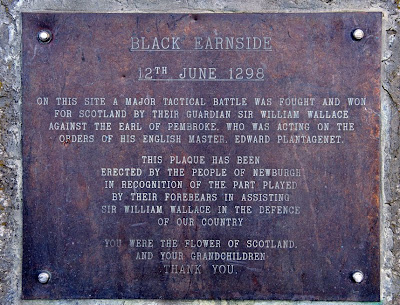 BLACK EARNSIDE
12TH JUNE 1298
ON THIS SITE A MAJOR TACTICAL BATTLE WAS FOUGHT AND WON
FOR SCOTLAND BY THEIR GUARDIAN SIR WILLIAM WALLACE
AGAINST THE EARL OF PEMBROKE, WHO WAS ACTING ON THE
ORDERS OF HIS ENGLISH MASTER, EDWARD PLANTAGENET.
THIS PLAQUE HAS BEEN
ERECTED BY THE PEOPLE OF NEWBURGH
IN RECOGNITION OF THE PART PLAYED
BY THEIR FOREBEARS IN ASSISTING
SIR WILLIAM WALLACE IN THE DEFENCE
OF OUR COUNTRY
YOU WERE THE FLOWER OF SCOTLAND,
AND YOUR GRANDCHILDREN
THANK YOU.